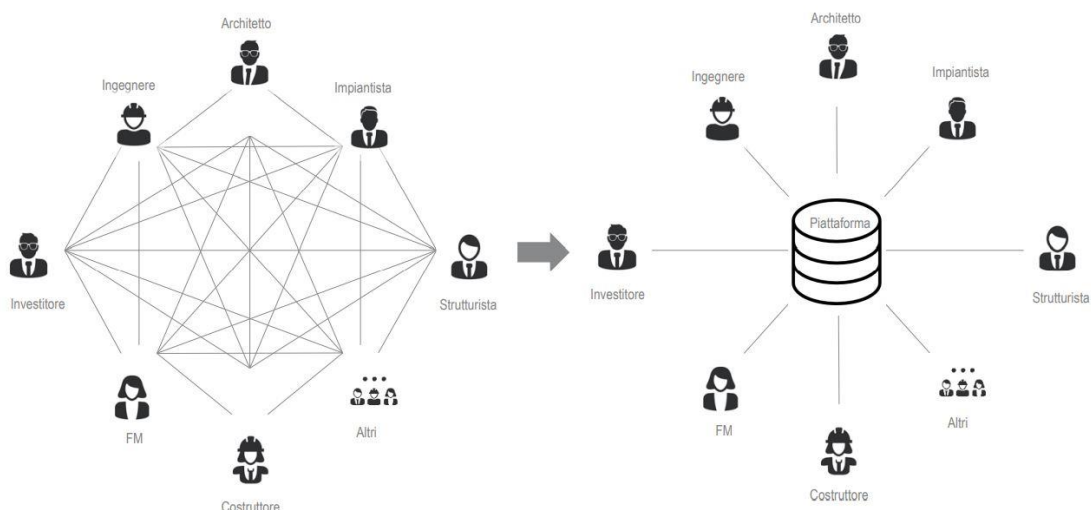 Architetto
Ingegnere
Impiantista
Investitore
Strutturista
FM
Altri
Costruttore
Architetto
Ingegnere
Impiantista
Piattaforma
Investitore
Strutturista
FM
Altri
Costruttore